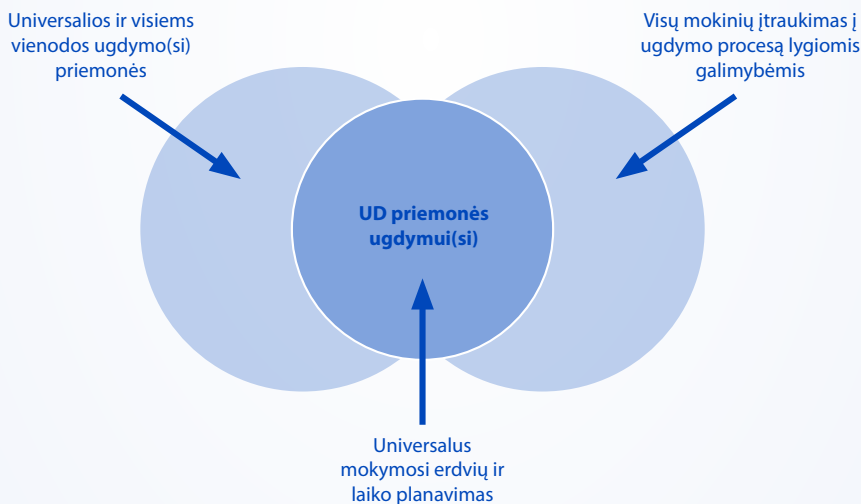 Universalios ir visiems
vienodos ugdymo(si)
priemonės
Visų mokinių įtraukimas į
ugdymo procesą lygiomis
galimybėmis
UD priemonės
ugdymui(si)
Universalus
mokymosi erdvių ir
laiko planavimas